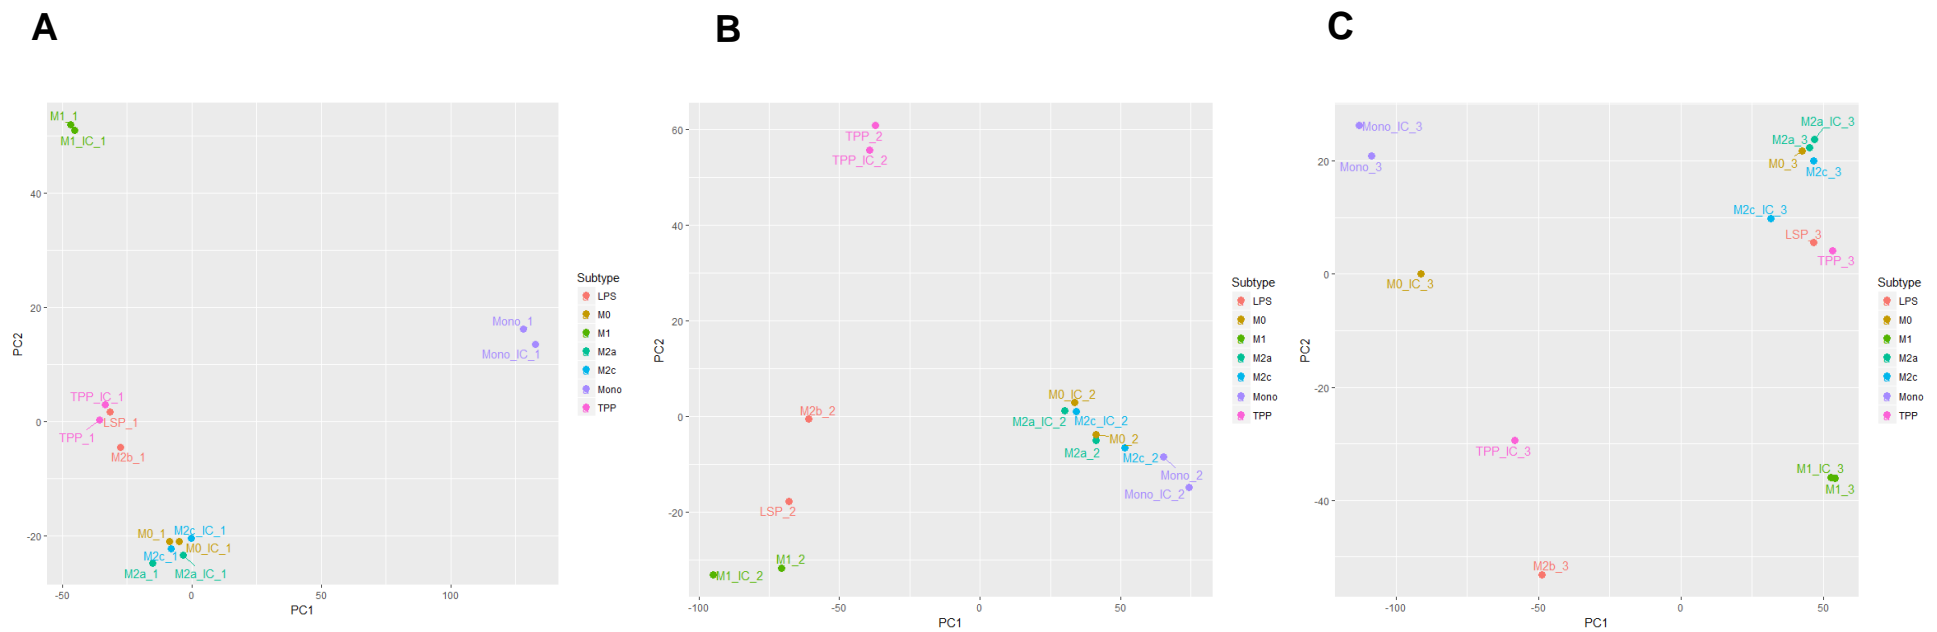 A
M1_1
M1_IC_1
40
20
0
-20
PC2
Mono_1
Mono_IC_1
TPP_IC_1
LSP_1
TPP_1
M2b_1
M0_1
M2c_IC_1
M0_IC_1
M2c_1
M2a_1
M2a_IC_1
-50
0
50
100
PC1
Subtype
LPS
M0
M1
M2a
M2c
Mono
TPP
B
60
40
20
0
-20
PC2
TPP_2
TPP_IC_2
M2b_2
M0_IC_2
M2a_IC_2
M2c_IC_2
M0_2
M2a_2
M2c_2
Mono_2
Mono_IC_2
LSP_2
M1_2
M1_IC_2
-100
-50
0
50
PC1
Subtype
LPS
M0
M1
M2a
M2c
Mono
TPP
C
20
0
-20
-40
PC2
Mono_IC_3
Mono_3
M2a_IC_3
M2a_3
M0_3
M2c_3
M2c_IC_3
LSP_3
TPP_3
M0_IC_3
TPP_IC_3
M1_IC_3
M1_3
M2b_3
-100
-50
0
50
PC1
Subtype
LPS
M0
M1
M2a
M2c
Mono
TPP